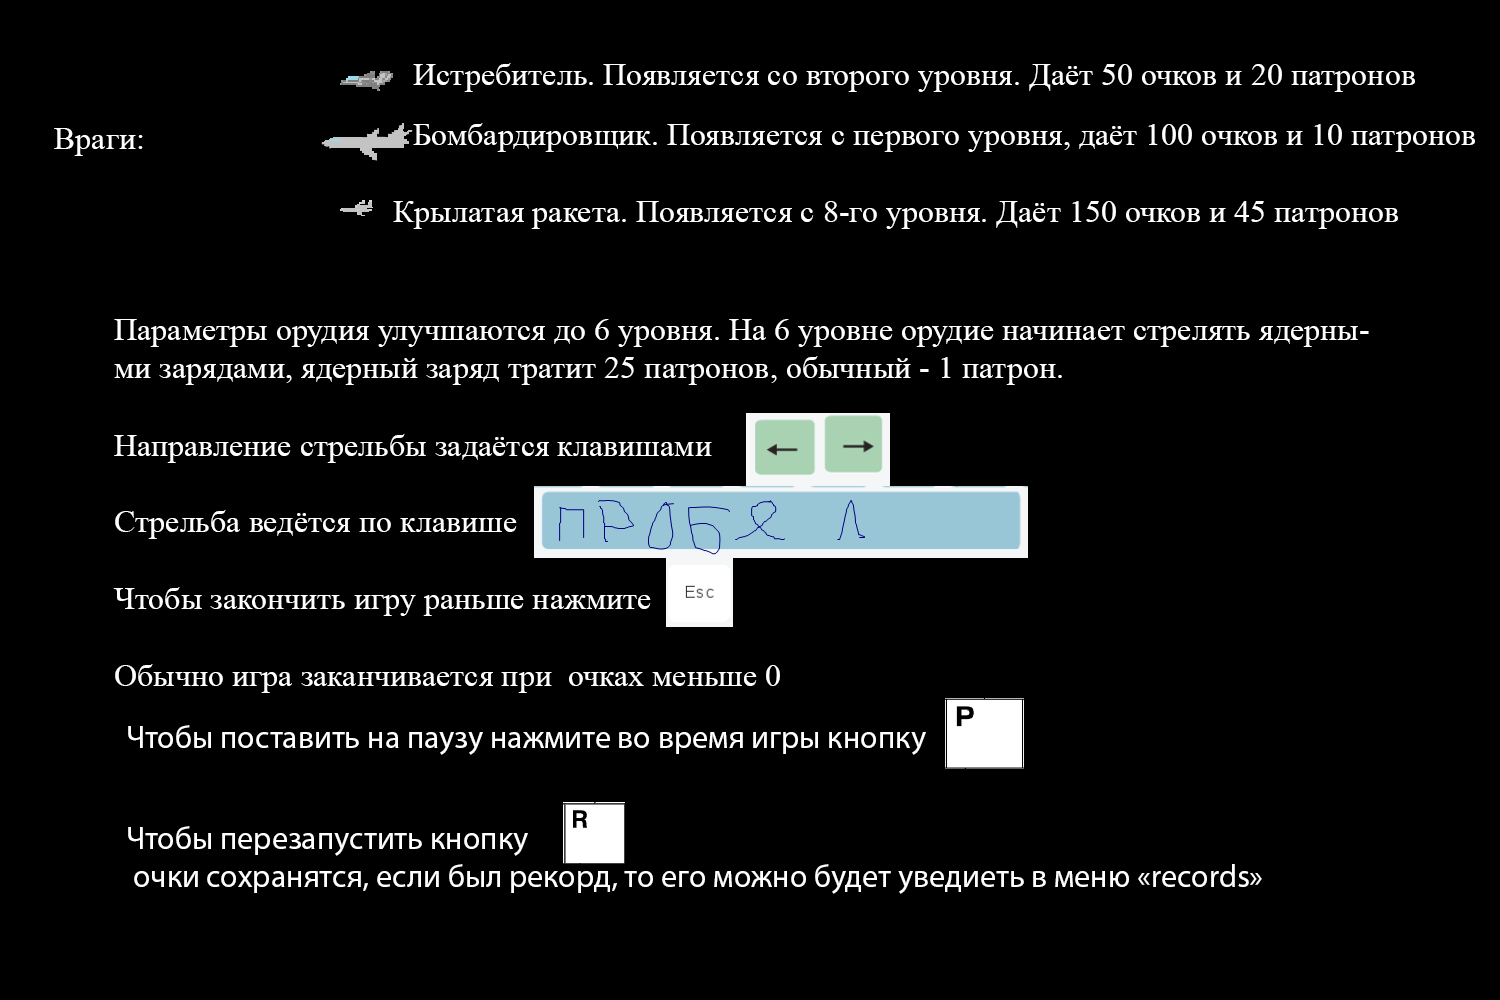 Истребитель. Появляется со второго уровня. Даёт 50 очков и 20 патронов
Враги:
Бомбардировщик. Появляется с первого уровня, даёт 100 очков и 10 патронов
Крылатая ракета. Появляется с 8-го уровня. Даёт 150 очков и 45 патронов
Параметры орудия улучшаются до 6 уровня. На 6 уровне орудие начинает стрелять ядерны-
ми зарядами, ядерный заряд тратит 25 патронов, обычный - 1 патрон.
Направление стрельбы задаётся клавишами ← →
Стрельба ведётся по клавише ПРОБЯ Л
Чтобы закончить игру раньше нажмите Esc
Обычно игра заканчивается при очках меньше 0
Чтобы поставить на паузу нажмите во время игры кнопку P
Чтобы перезапустить кнопку R
очки сохранятся, если был рекорд, то его можно будет уведиеть в меню «records»